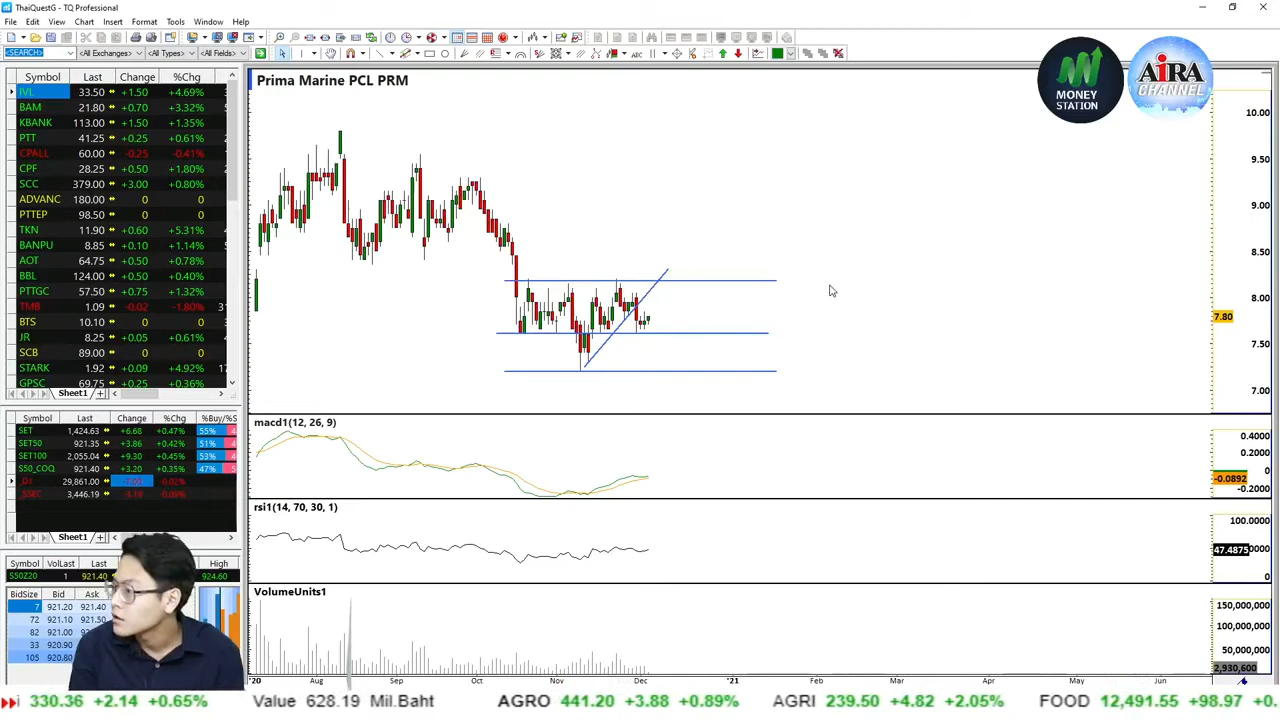 ThaiQuestG - TQ Professional
File Edit View Chart Insert Format Tools Window Help
<SEARCH> <All Exchanges> <All Types> <All Fields>
Symbol Last Change %Chg
IVL 33.50 +1.50 +4.69%
BAM 21.80 +0.70 +3.32%
KBANK 113.00 +1.50 +1.35%
PTT 41.25 +0.25 +0.61%
CPALL 60.00 -0.25 -0.41%
CPF 28.25 +0.50 +1.80%
SCC 379.00 +3.00 +0.80%
ADVANC 180.00 0 0
PTTEP 98.50 0 0
TKN 11.90 +0.60 +5.31%
BANPU 8.85 +0.10 +1.14%
AOT 64.75 +0.50 +0.78%
BBL 124.00 +0.50 +0.40%
PTTGC 57.50 +0.75 +1.32%
TMB 1.09 -0.02 -1.80%
BTS 10.10 0 0
JR 8.25 +0.05 +0.61%
SCB 89.00 0 0
STARK 1.92 +0.09 +4.92%
GPSC 69.75 +0.25 +0.36%
Sheet1
Symbol Last Change %Chg %Buy/%S
SET 1,424.63 +6.68 +0.47% 55%
SET50 921.35 +3.86 +0.42% 51%
SET100 2,055.04 +9.30 +0.45% 53%
S50_COQ 921.40 +3.20 +0.35% 47%
.DJ 29,861.00
.SSEC 3,446.19
Sheet1
Symbol VolLast Last High
S50Z20 1 921.40 924.60
BidSize Bid Ask
7 921.20 921.40
72 921.10
82 921.00
33 920.90
105 920.80
Prima Marine PCL PRM
MONEY STATION
AiRA CHANNEL
10.00
9.50
9.00
8.50
8.00
7.80
7.50
7.00
macd1(12, 26, 9)
0.4000
0.2000
0
-0.0892
-0.2000
rsi1(14, 70, 30, 1)
100.0000
47.4875
0
VolumeUnits1
150,000,000
100,000,000
50,000,000
2,930,600
'20 Aug Sep Oct Nov Dec '21 Feb Mar Apr May Jun
330.36 +2.14 +0.65% Value 628.19 Mil.Baht AGRO 441.20 +3.88 +0.89% AGRI 239.50 +4.82 +2.05% FOOD 12,491.55 +98.97 +0.